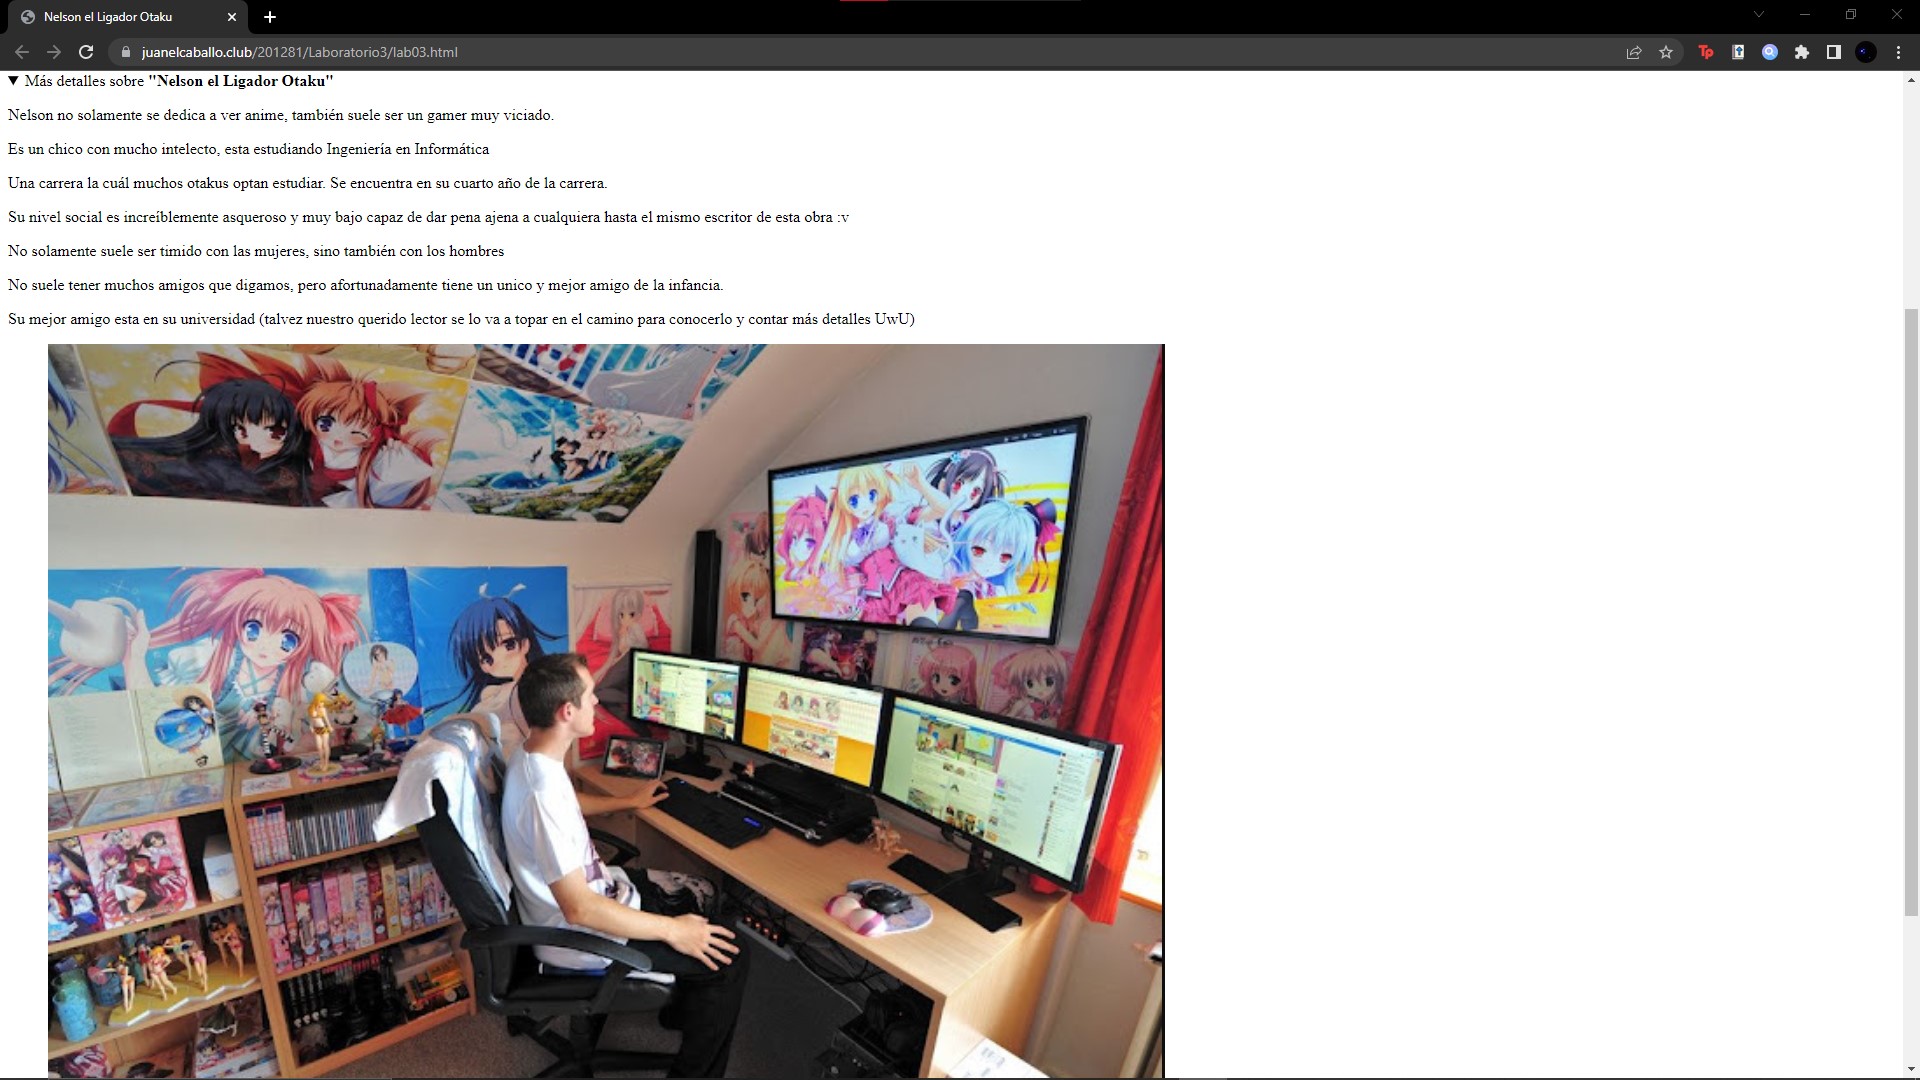 Nelson el Ligador Otaku
juanelcaballo.club/201281/Laboratorio3/lab03.html
Más detalles sobre "Nelson el Ligador Otaku"
Nelson no solamente se dedica a ver anime, también suele ser un gamer muy viciado.
Es un chico con mucho intelecto, esta estudiando Ingeniería en Informática
Una carrera la cuál muchos otakus optan estudiar. Se encuentra en su cuarto año de la carrera.
Su nivel social es increíblemente asqueroso y muy bajo capaz de dar pena ajena a cualquiera hasta el mismo escritor de esta obra :v
No solamente suele ser timido con las mujeres, sino también con los hombres
No suele tener muchos amigos que digamos, pero afortunadamente tiene un unico y mejor amigo de la infancia.
Su mejor amigo esta en su universidad (talvez nuestro querido lector se lo va a topar en el camino para conocerlo y contar más detalles UwU)